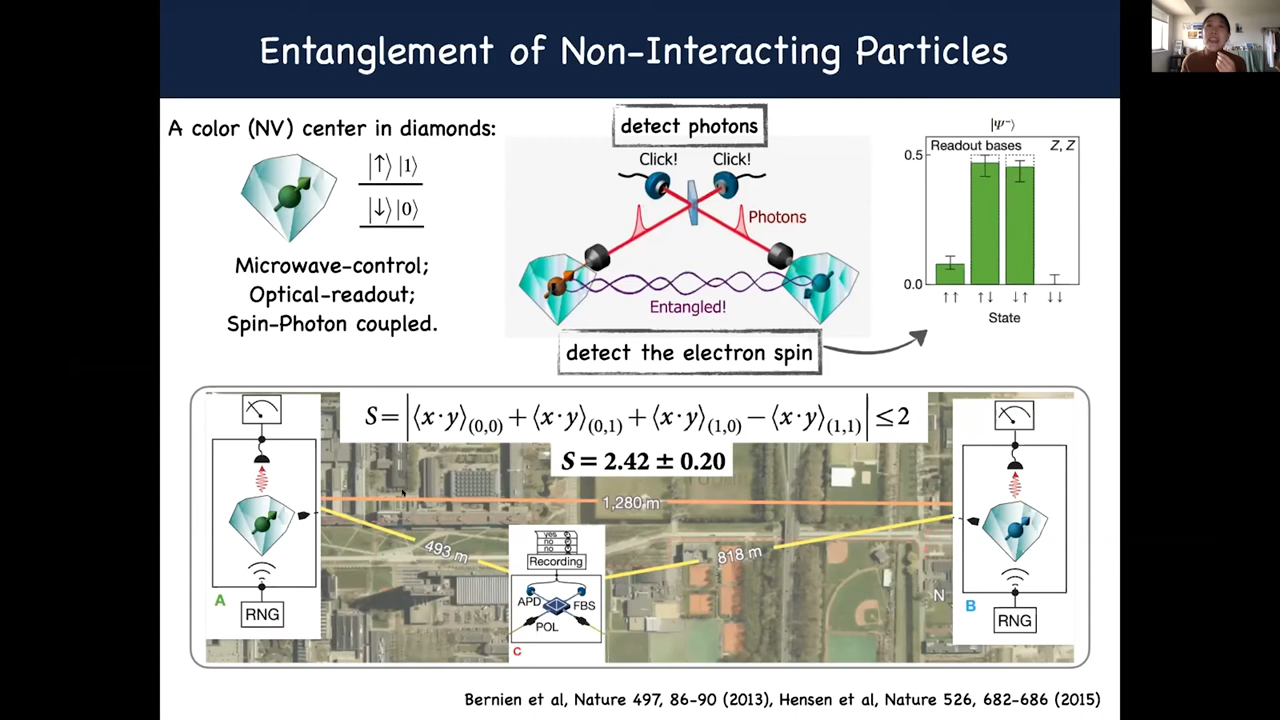 Entanglement of Non-Interacting Particles
A color (NV) center in diamonds:
|↑⟩ |1⟩
|↓⟩ |0⟩
Microwave-control;
Optical-readout;
Spin-Photon coupled.
detect photons
Click! Click!
Photons
Entangled!
detect the electron spin
|Ψ⁻⟩
Readout bases Z, Z
0.5
0.0
↑↑ ↑↓ ↓↑ ↓↓
State
S = |⟨x·y⟩(0,0) + ⟨x·y⟩(0,1) + ⟨x·y⟩(1,0) − ⟨x·y⟩(1,1)| ≤ 2
S = 2.42 ± 0.20
1,280 m
493 m
818 m
A
RNG
yes
no
no
Recording
APD FBS
POL
C
N
B
RNG
Bernien et al, Nature 497, 86-90 (2013), Hensen et al, Nature 526, 682-686 (2015)